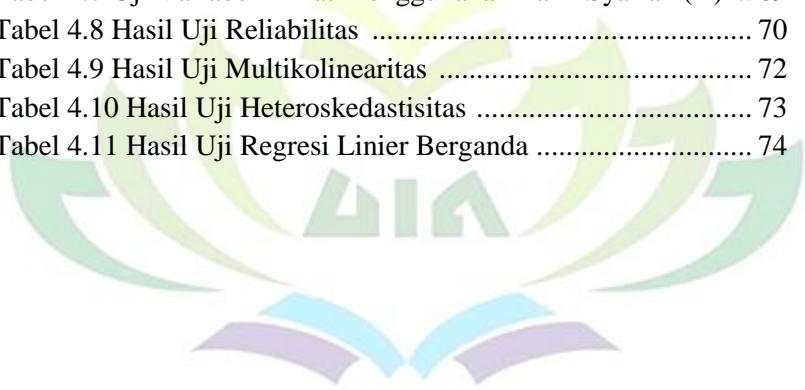 Tabel 4.8 Hasil Uji Reliabilitas ..................................................... 70
Tabel 4.9 Hasil Uji Multikolinearitas ............................................ 72
Tabel 4.10 Hasil Uji Heteroskedastisitas ....................................... 73
Tabel 4.11 Hasil Uji Regresi Linier Berganda .............................. 74
UIN